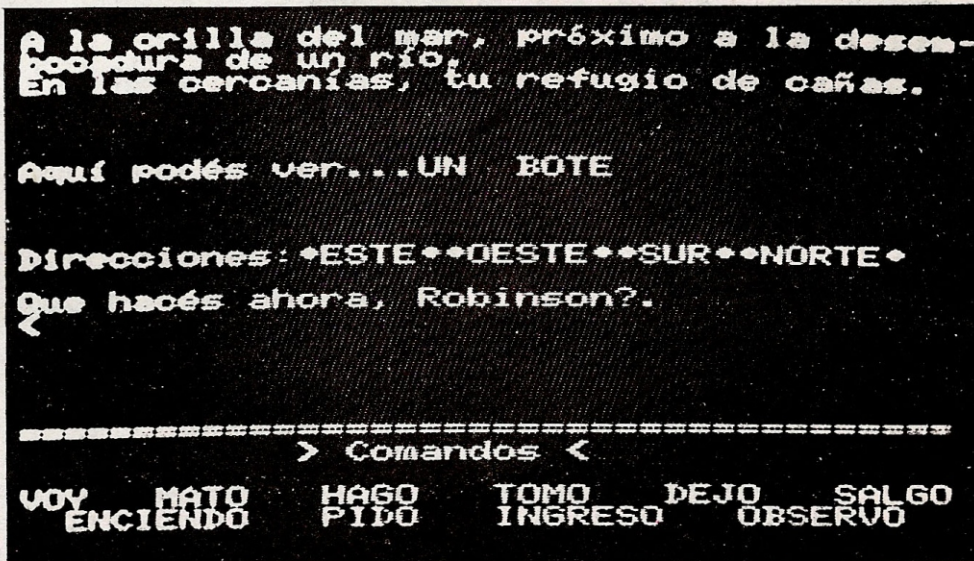 A la orilla del mar, próximo a la desem-
bocadura de un río.
En las cercanías, tu refugio de cañas.
Aquí podés ver...UN BOTE
Direcciones:◆ESTE◆◆OESTE◆◆SUR◆◆NORTE◆
Que hacés ahora, Robinson?.
<
================================================
> Comandos <
VOY MATO HAGO TOMO DEJO SALGO
ENCIENDO PIDO INGRESO OBSERVO